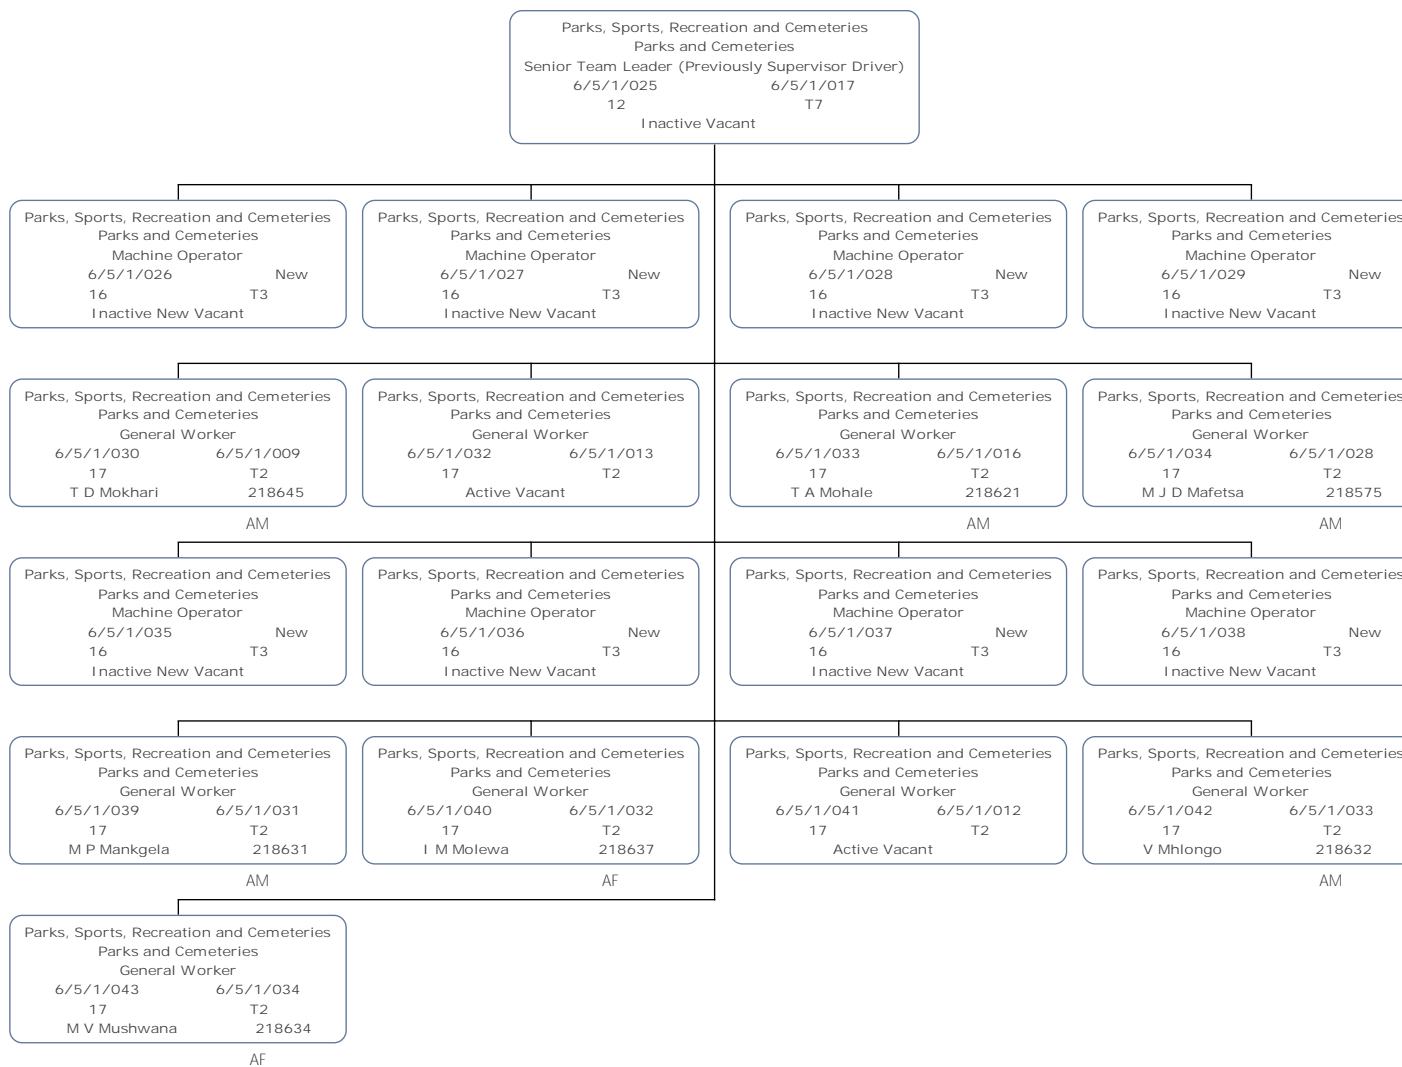 Parks, Sports, Recreation and Cemeteries
Parks and Cemeteries
Senior Team Leader (Previously Supervisor Driver)
6/5/1/025 6/5/1/017
12 T7
Inactive Vacant
Parks, Sports, Recreation and Cemeteries
Parks and Cemeteries
Machine Operator
6/5/1/026 New
16 T3
Inactive New Vacant
Parks, Sports, Recreation and Cemeteries
Parks and Cemeteries
Machine Operator
6/5/1/027 New
16 T3
Inactive New Vacant
Parks, Sports, Recreation and Cemeteries
Parks and Cemeteries
Machine Operator
6/5/1/028 New
16 T3
Inactive New Vacant
Parks, Sports, Recreation and Cemeteries
Parks and Cemeteries
Machine Operator
6/5/1/029 New
16 T3
Inactive New Vacant
Parks, Sports, Recreation and Cemeteries
Parks and Cemeteries
General Worker
6/5/1/030 6/5/1/009
17 T2
T D Mokhari 218645
AM
Parks, Sports, Recreation and Cemeteries
Parks and Cemeteries
General Worker
6/5/1/032 6/5/1/013
17 T2
Active Vacant
Parks, Sports, Recreation and Cemeteries
Parks and Cemeteries
General Worker
6/5/1/033 6/5/1/016
17 T2
T A Mohale 218621
AM
Parks, Sports, Recreation and Cemeteries
Parks and Cemeteries
General Worker
6/5/1/034 6/5/1/028
17 T2
M J D Mafetsa 218575
AM
Parks, Sports, Recreation and Cemeteries
Parks and Cemeteries
Machine Operator
6/5/1/035 New
16 T3
Inactive New Vacant
Parks, Sports, Recreation and Cemeteries
Parks and Cemeteries
Machine Operator
6/5/1/036 New
16 T3
Inactive New Vacant
Parks, Sports, Recreation and Cemeteries
Parks and Cemeteries
Machine Operator
6/5/1/037 New
16 T3
Inactive New Vacant
Parks, Sports, Recreation and Cemeteries
Parks and Cemeteries
Machine Operator
6/5/1/038 New
16 T3
Inactive New Vacant
Parks, Sports, Recreation and Cemeteries
Parks and Cemeteries
General Worker
6/5/1/039 6/5/1/031
17 T2
M P Mankgela 218631
AM
Parks, Sports, Recreation and Cemeteries
Parks and Cemeteries
General Worker
6/5/1/040 6/5/1/032
17 T2
I M Molewa 218637
AF
Parks, Sports, Recreation and Cemeteries
Parks and Cemeteries
General Worker
6/5/1/041 6/5/1/012
17 T2
Active Vacant
Parks, Sports, Recreation and Cemeteries
Parks and Cemeteries
General Worker
6/5/1/042 6/5/1/033
17 T2
V Mhlongo 218632
AM
Parks, Sports, Recreation and Cemeteries
Parks and Cemeteries
General Worker
6/5/1/043 6/5/1/034
17 T2
M V Mushwana 218634
AF